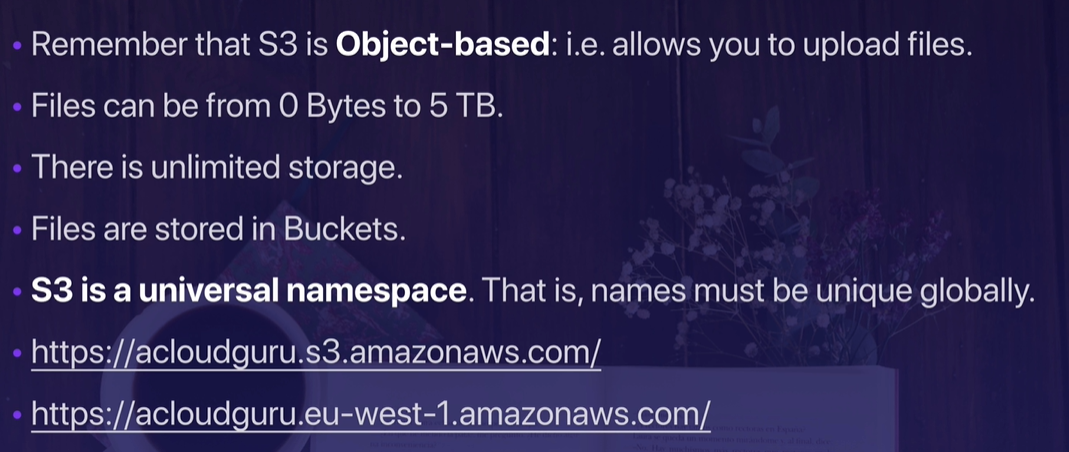 • Remember that S3 is Object-based: i.e. allows you to upload files.
• Files can be from 0 Bytes to 5 TB.
• There is unlimited storage.
• Files are stored in Buckets.
• S3 is a universal namespace. That is, names must be unique globally.
• https://acloudguru.s3.amazonaws.com/
• https://acloudguru.eu-west-1.amazonaws.com/